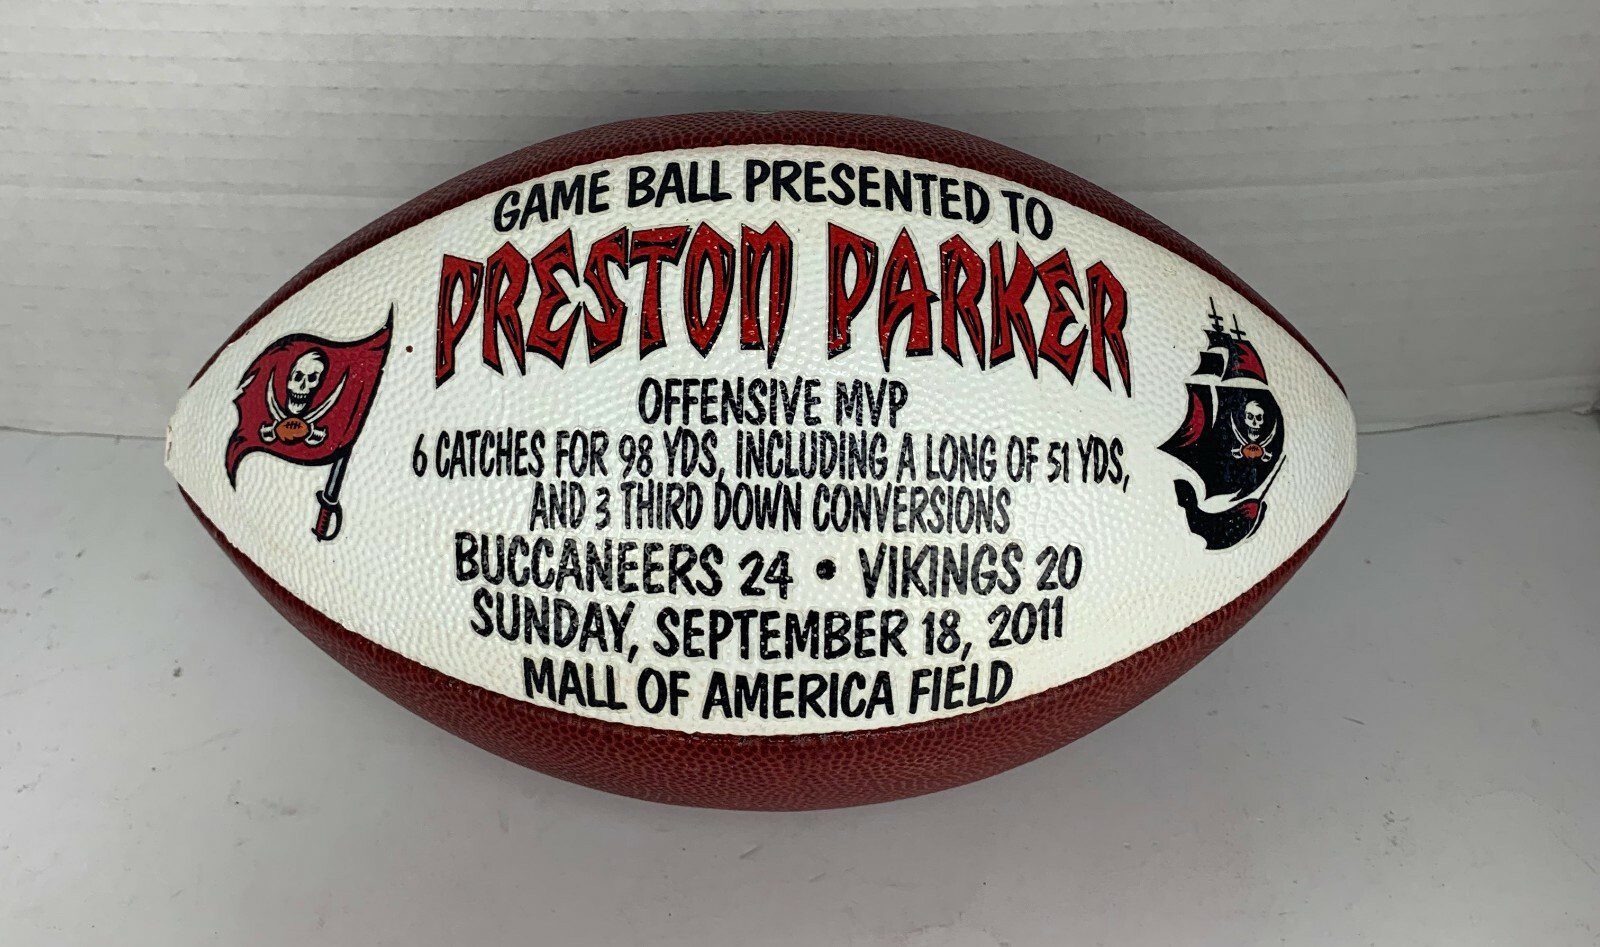 GAME BALL PRESENTED TO
PRESTON PARKER
OFFENSIVE MVP
6 CATCHES FOR 98 YDS, INCLUDING A LONG OF 51 YDS,
AND 3 THIRD DOWN CONVERSIONS
BUCCANEERS 24 • VIKINGS 20
SUNDAY, SEPTEMBER 18, 2011
MALL OF AMERICA FIELD